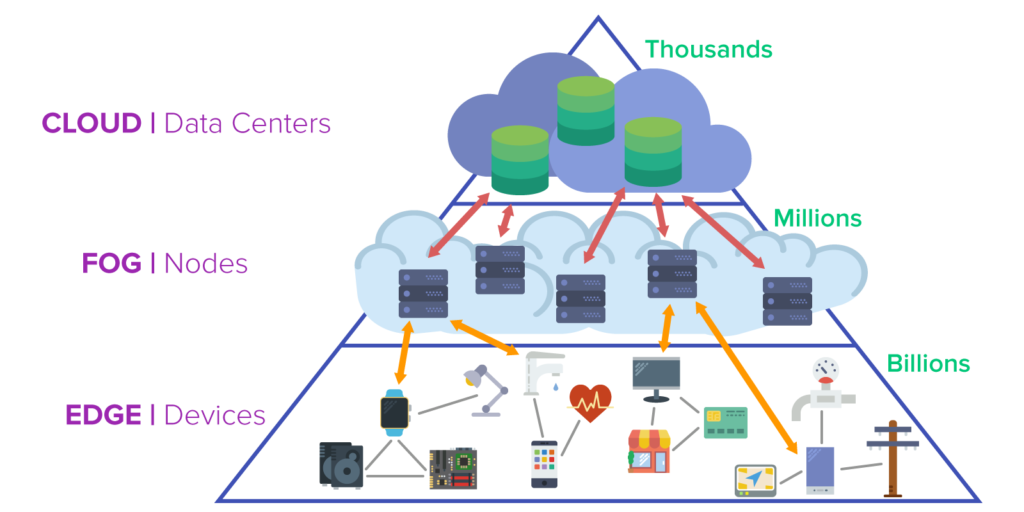 Thousands
CLOUD | Data Centers
Millions
FOG | Nodes
Billions
EDGE | Devices